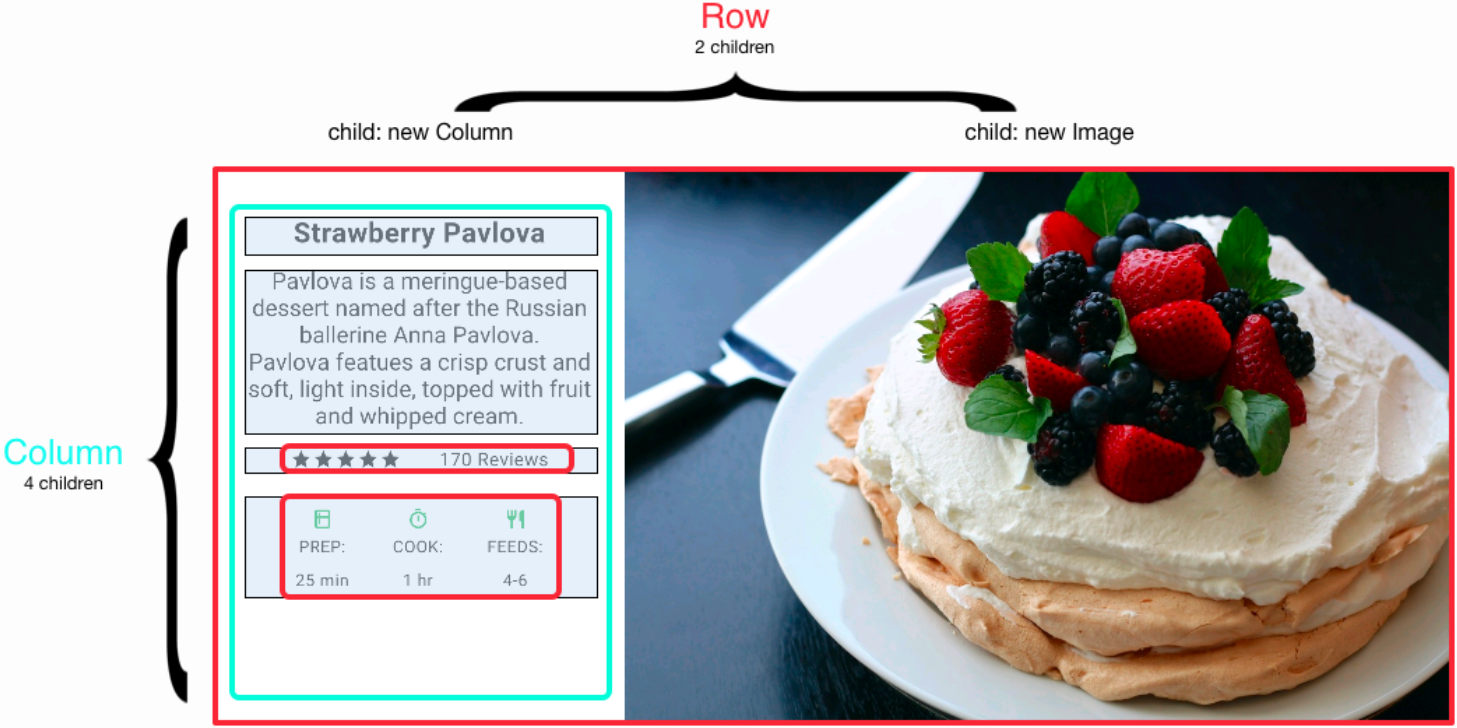 Row
2 children
child: new Column
child: new Image
Column
4 children
Strawberry Pavlova
Pavlova is a meringue-based
dessert named after the Russian
ballerine Anna Pavlova.
Pavlova featues a crisp crust and
soft, light inside, topped with fruit
and whipped cream.
170 Reviews
PREP: COOK: FEEDS:
25 min 1 hr 4-6